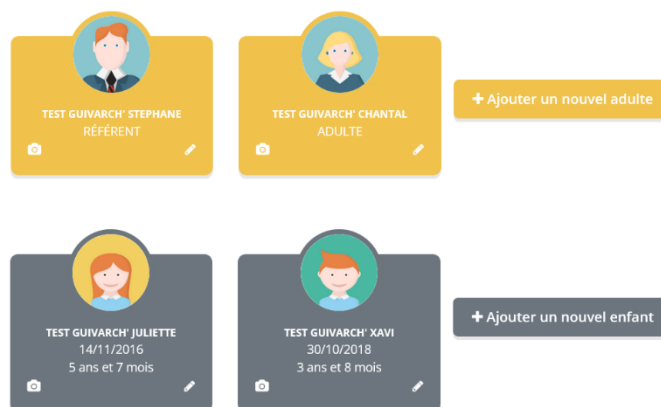 TEST GUIVARCH' STEPHANE
RÉFÉRENT
TEST GUIVARCH' CHANTAL
ADULTE
+ Ajouter un nouvel adulte
TEST GUIVARCH' JULIETTE
14/11/2016
5 ans et 7 mois
TEST GUIVARCH' XAVI
30/10/2018
3 ans et 8 mois
+ Ajouter un nouvel enfant